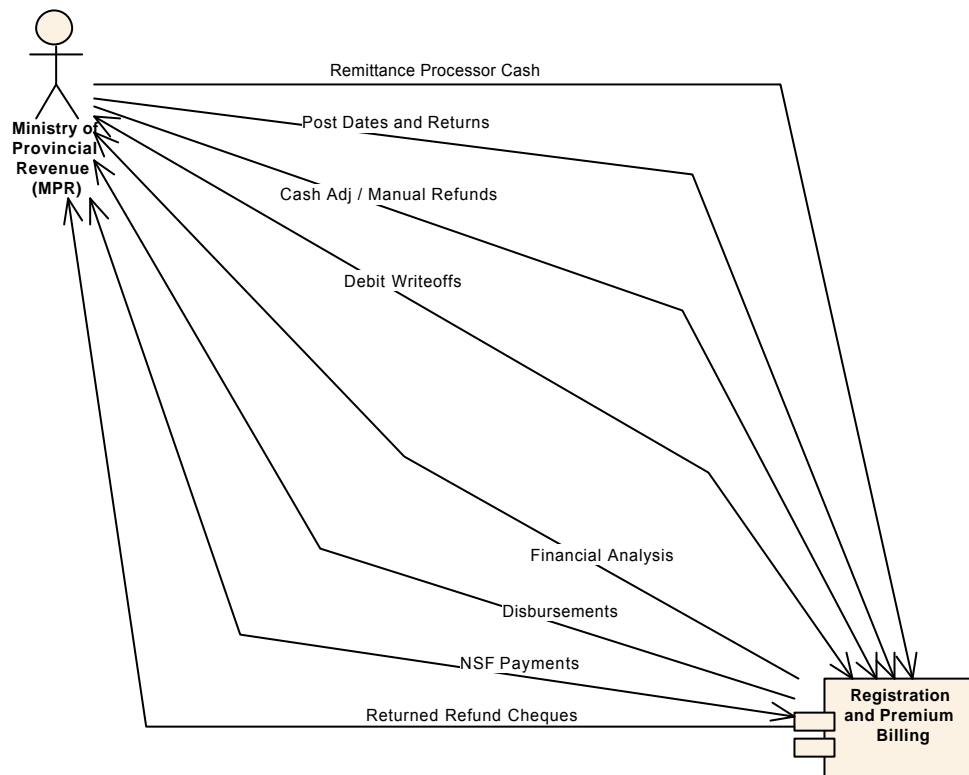 Remittance Processor Cash
Post Dates and Returns
Ministry of
Provincial
Revenue
(MPR)
Cash Adj / Manual Refunds
Debit Writeoffs
Financial Analysis
Disbursements
NSF Payments
Returned Refund Cheques
Registration
and Premium
Billing